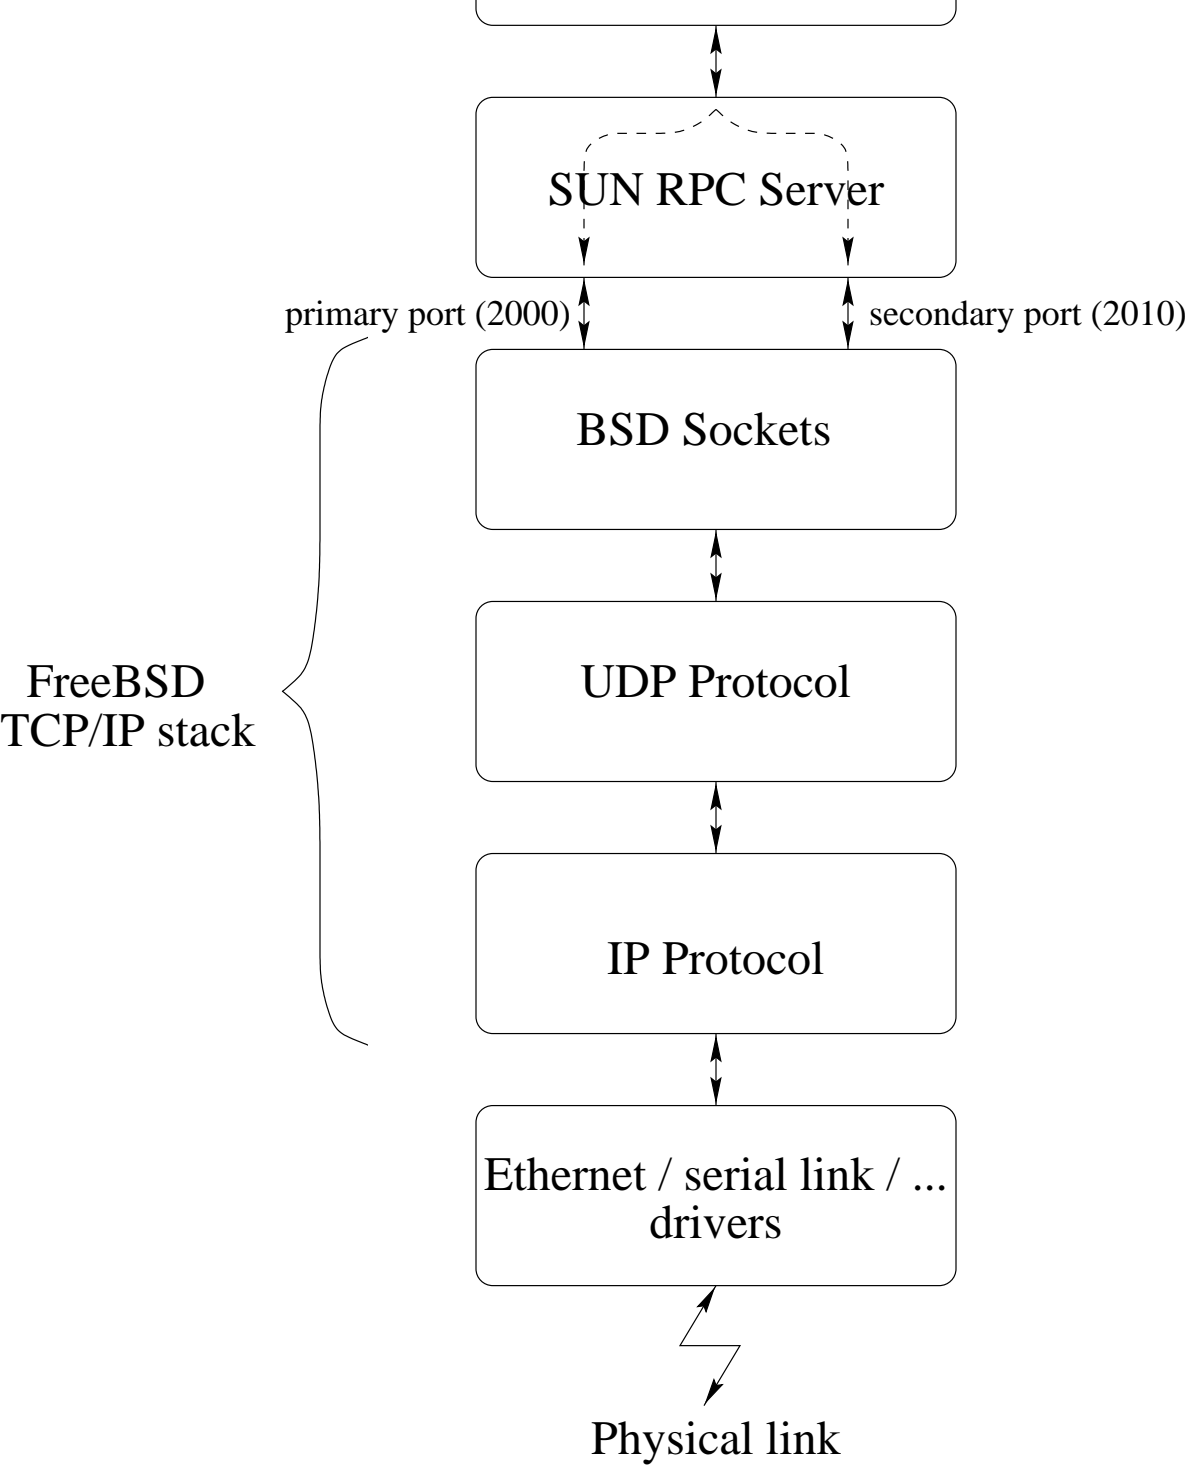 SUN RPC Server
primary port (2000)
secondary port (2010)
BSD Sockets
FreeBSD
TCP/IP stack
UDP Protocol
IP Protocol
Ethernet / serial link / ...
drivers
Physical link